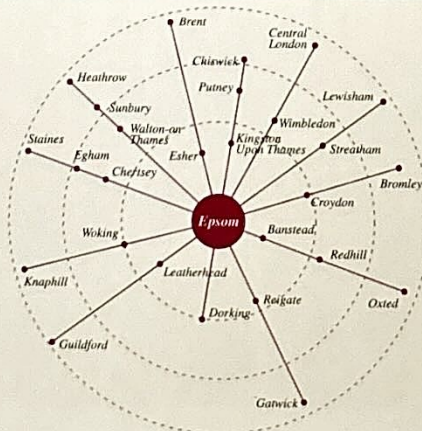 Brent
Central
London
Chiswick
Heathrow
Putney
Lewisham
Sunbury
Walton-on
Thames
Wimbledon
Staines
Kingston
Upon Thames
Streatham
Egham
Esher
Chertsey
Bromley
Croydon
Epsom
Woking
Banstead
Redhill
Leatherhead
Knaphill
Reigate
Oxted
Dorking
Guildford
Gatwick